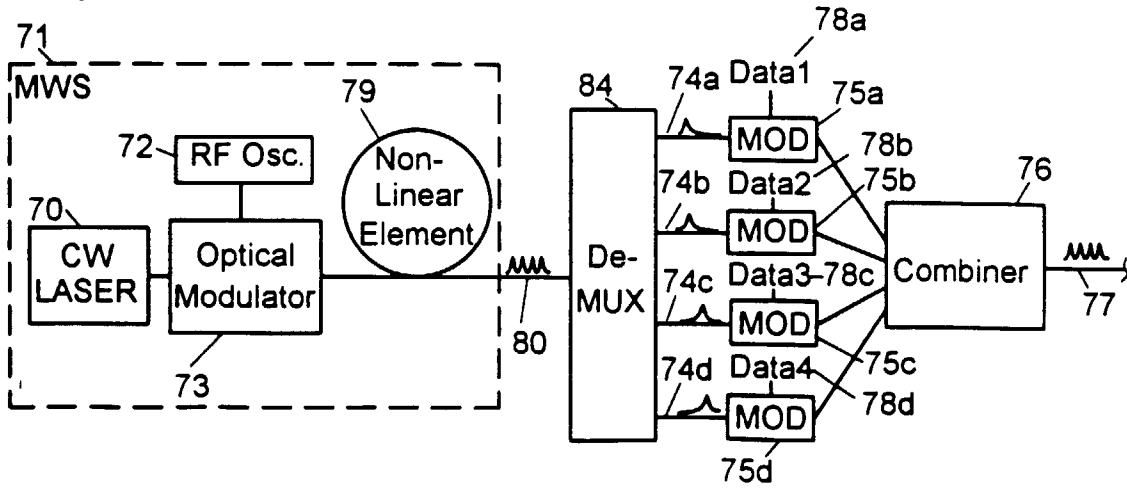 71
MWS
72
RF Osc.
79
Non-
Linear
Element
70
CW
LASER
Optical
Modulator
73
80
84
De-
MUX
74a
78a
Data1
75a
MOD
74b
78b
Data2
75b
MOD
74c
Data3
78c
MOD
75c
74d
Data4
78d
MOD
75d
76
Combiner
77